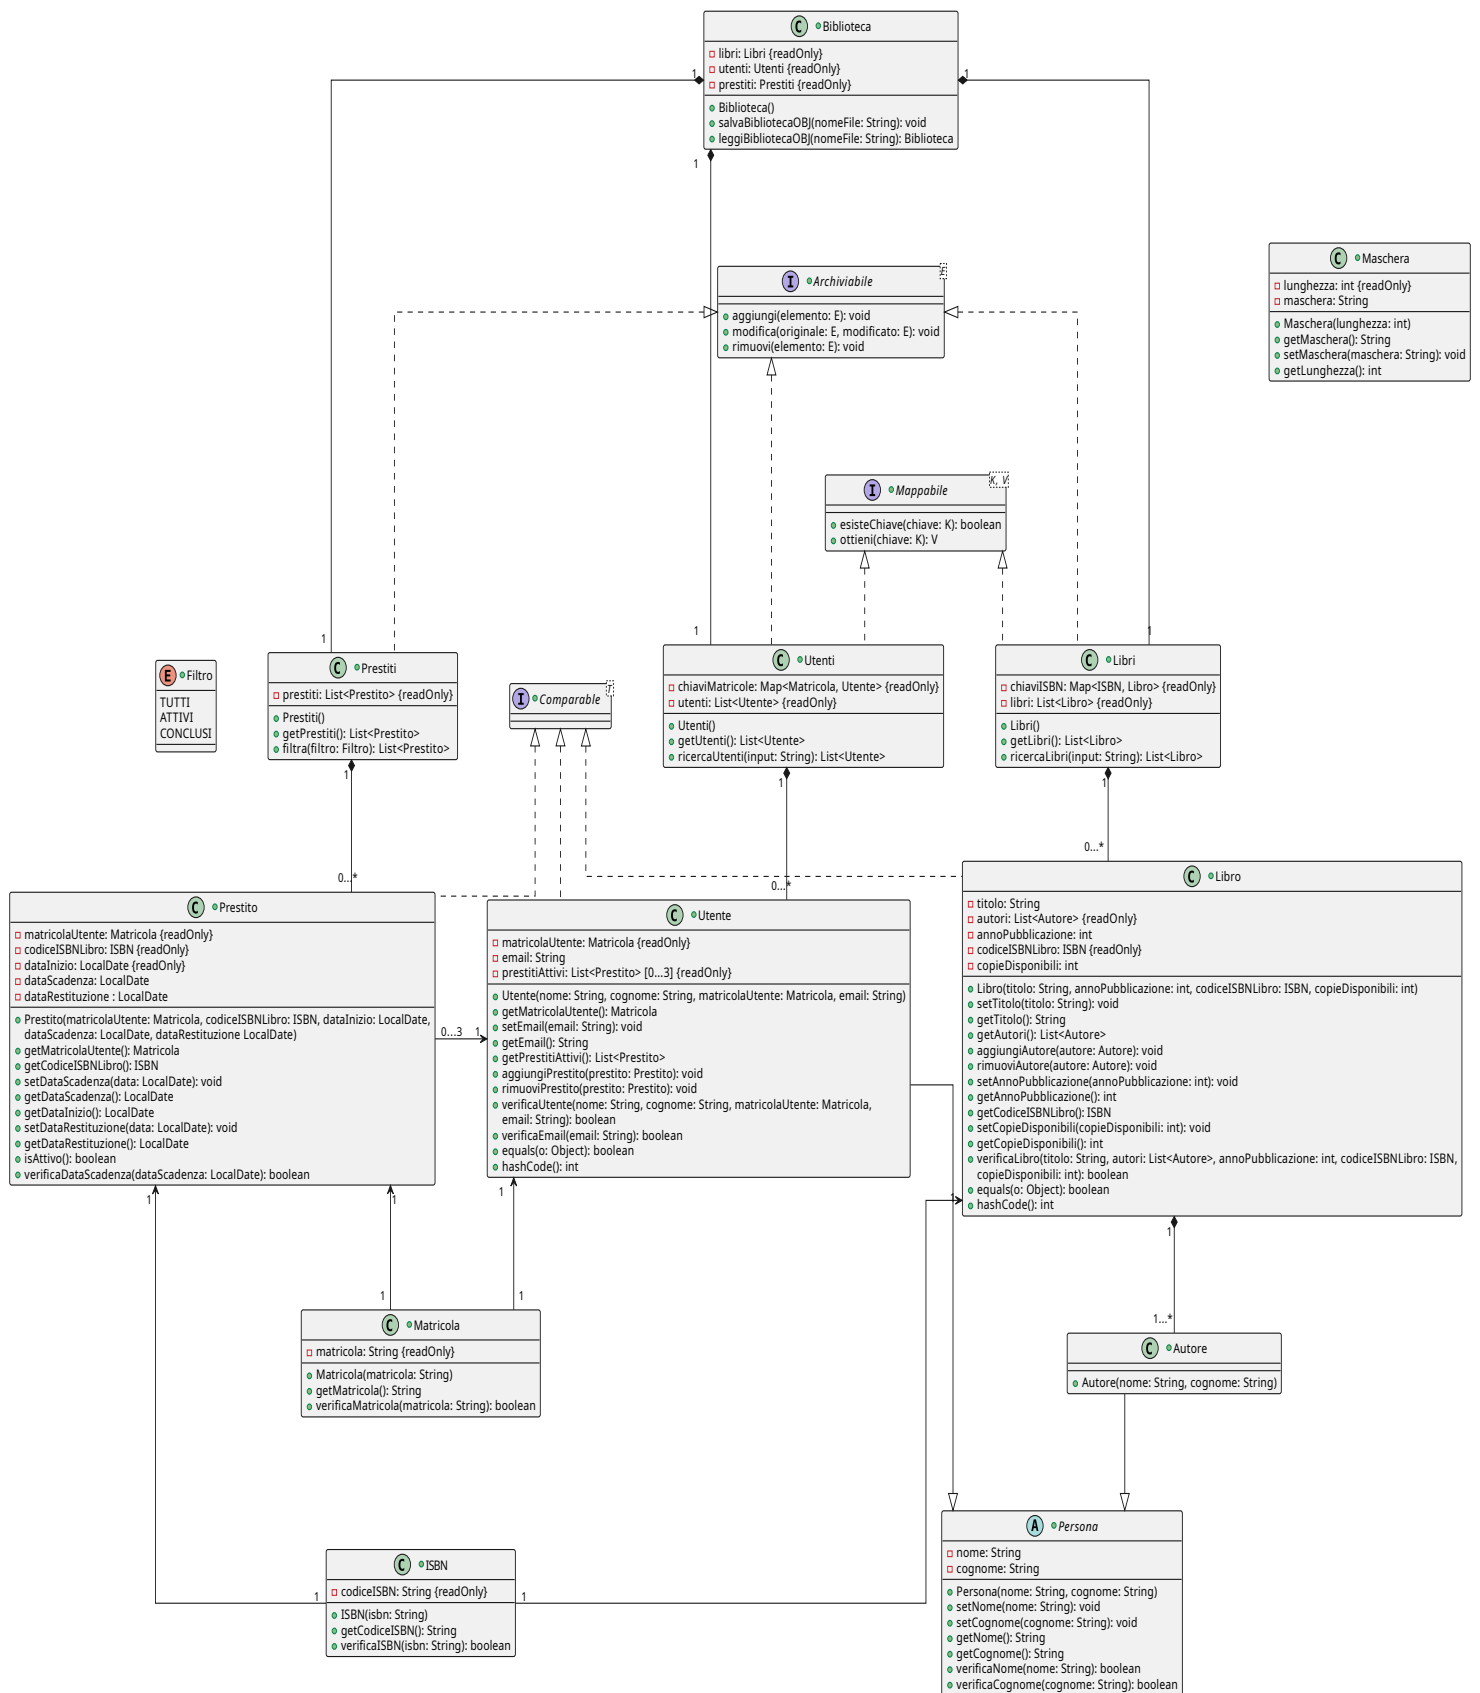 Biblioteca
libri: Libri {readOnly}
utenti: Utenti {readOnly}
prestiti: Prestiti {readOnly}
Biblioteca()
salvaBibliotecaOBJ(nomeFile: String): void
leggiBibliotecaOBJ(nomeFile: String): Biblioteca
1
1
1
Archiviabile
aggiungi(elemento: E): void
modifica(originale: E, modificato: E): void
rimuovi(elemento: E): void
Maschera
lunghezza: int {readOnly}
maschera: String
Maschera(lunghezza: int)
getMaschera(): String
setMaschera(maschera: String): void
getLunghezza(): int
Mappabile
K, V
esisteChiave(chiave: K): boolean
ottieni(chiave: K): V
1
1
1
Filtro
TUTTI
ATTIVI
CONCLUSI
Prestiti
prestiti: List<Prestito> {readOnly}
Prestiti()
getPrestiti(): List<Prestito>
filtra(filtro: Filtro): List<Prestito>
Comparable
T
Utenti
chiaviMatricole: Map<Matricola, Utente> {readOnly}
utenti: List<Utente> {readOnly}
Utenti()
getUtenti(): List<Utente>
ricercaUtenti(input: String): List<Utente>
Libri
chiaviISBN: Map<ISBN, Libro> {readOnly}
libri: List<Libro> {readOnly}
Libri()
getLibri(): List<Libro>
ricercaLibri(input: String): List<Libro>
1
1
1
0...*
0...*
0...*
Prestito
matricolaUtente: Matricola {readOnly}
codiceISBNLibro: ISBN {readOnly}
dataInizio: LocalDate {readOnly}
dataScadenza: LocalDate
dataRestituzione : LocalDate
Prestito(matricolaUtente: Matricola, codiceISBNLibro: ISBN, dataInizio: LocalDate,
dataScadenza: LocalDate, dataRestituzione LocalDate)
getMatricolaUtente(): Matricola
getCodiceISBNLibro(): ISBN
setDataScadenza(data: LocalDate): void
getDataScadenza(): LocalDate
getDataInizio(): LocalDate
setDataRestituzione(data: LocalDate): void
getDataRestituzione(): LocalDate
isAttivo(): boolean
verificaDataScadenza(dataScadenza: LocalDate): boolean
0...3
1
Utente
matricolaUtente: Matricola {readOnly}
email: String
prestitiAttivi: List<Prestito> [0...3] {readOnly}
Utente(nome: String, cognome: String, matricolaUtente: Matricola, email: String)
getMatricolaUtente(): Matricola
setEmail(email: String): void
getEmail(): String
getPrestitiAttivi(): List<Prestito>
aggiungiPrestito(prestito: Prestito): void
rimuoviPrestito(prestito: Prestito): void
verificaUtente(nome: String, cognome: String, matricolaUtente: Matricola,
email: String): boolean
verificaEmail(email: String): boolean
equals(o: Object): boolean
hashCode(): int
Libro
titolo: String
autori: List<Autore> {readOnly}
annoPubblicazione: int
codiceISBNLibro: ISBN {readOnly}
copieDisponibili: int
Libro(titolo: String, annoPubblicazione: int, codiceISBNLibro: ISBN, copieDisponibili: int)
setTitolo(titolo: String): void
getTitolo(): String
getAutori(): List<Autore>
aggiungiAutore(autore: Autore): void
rimuoviAutore(autore: Autore): void
setAnnoPubblicazione(annoPubblicazione: int): void
getAnnoPubblicazione(): int
getCodiceISBNLibro(): ISBN
setCopieDisponibili(copieDisponibili: int): void
getCopieDisponibili(): int
verificaLibro(titolo: String, autori: List<Autore>, annoPubblicazione: int, codiceISBNLibro: ISBN,
copieDisponibili: int): boolean
equals(o: Object): boolean
hashCode(): int
1
1
1
1
1
1
1
1...*
Matricola
matricola: String {readOnly}
Matricola(matricola: String)
getMatricola(): String
verificaMatricola(matricola: String): boolean
Autore
Autore(nome: String, cognome: String)
ISBN
codiceISBN: String {readOnly}
ISBN(isbn: String)
getCodiceISBN(): String
verificaISBN(isbn: String): boolean
1
1
Persona
nome: String
cognome: String
Persona(nome: String, cognome: String)
setNome(nome: String): void
setCognome(cognome: String): void
getNome(): String
getCognome(): String
verificaNome(nome: String): boolean
verificaCognome(cognome: String): boolean